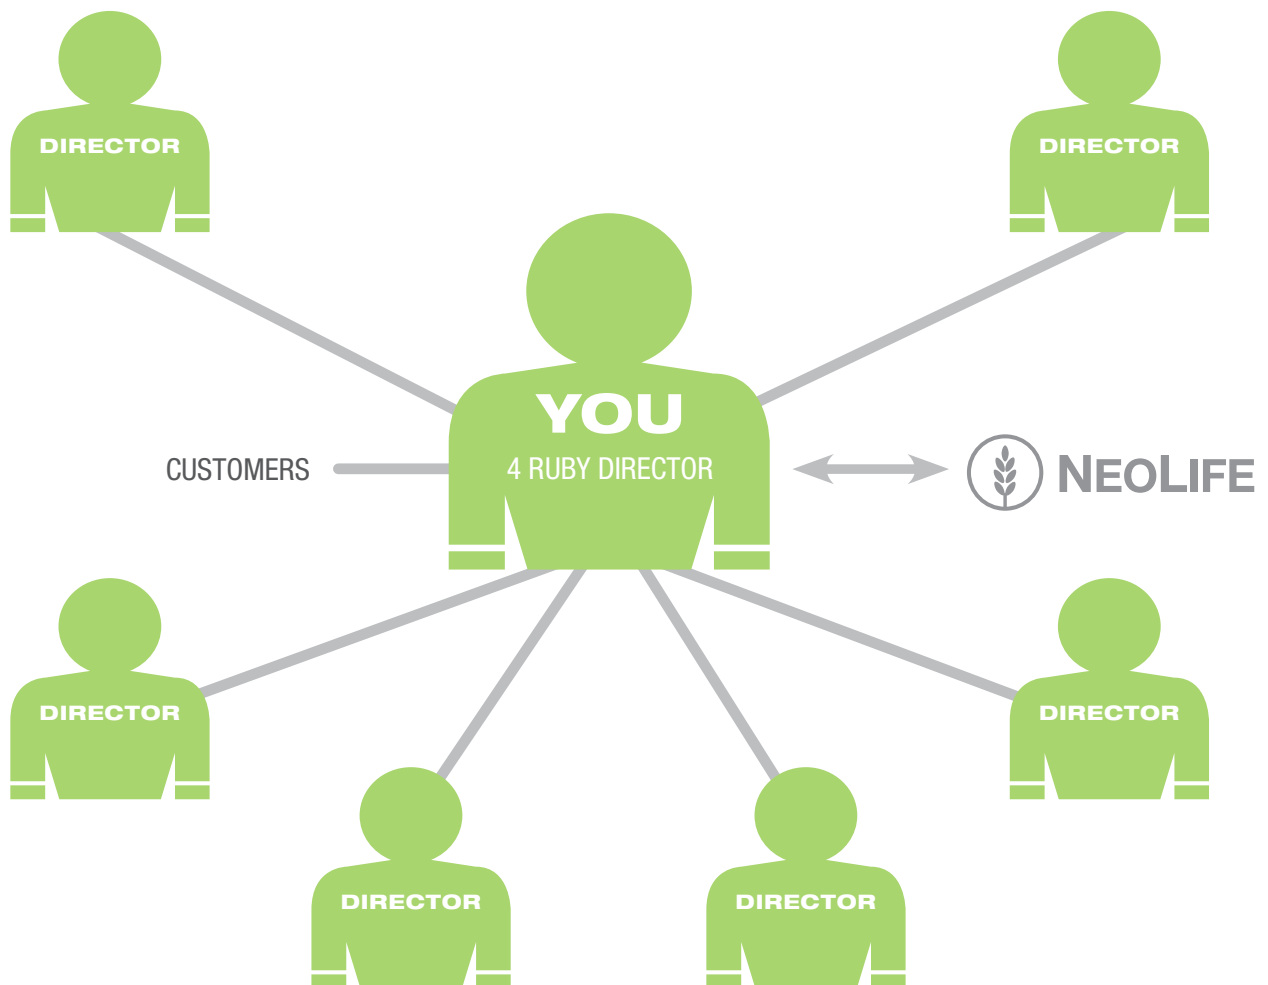 DIRECTOR
DIRECTOR
YOU
4 RUBY DIRECTOR
CUSTOMERS
NEOLIFE
DIRECTOR
DIRECTOR
DIRECTOR
DIRECTOR